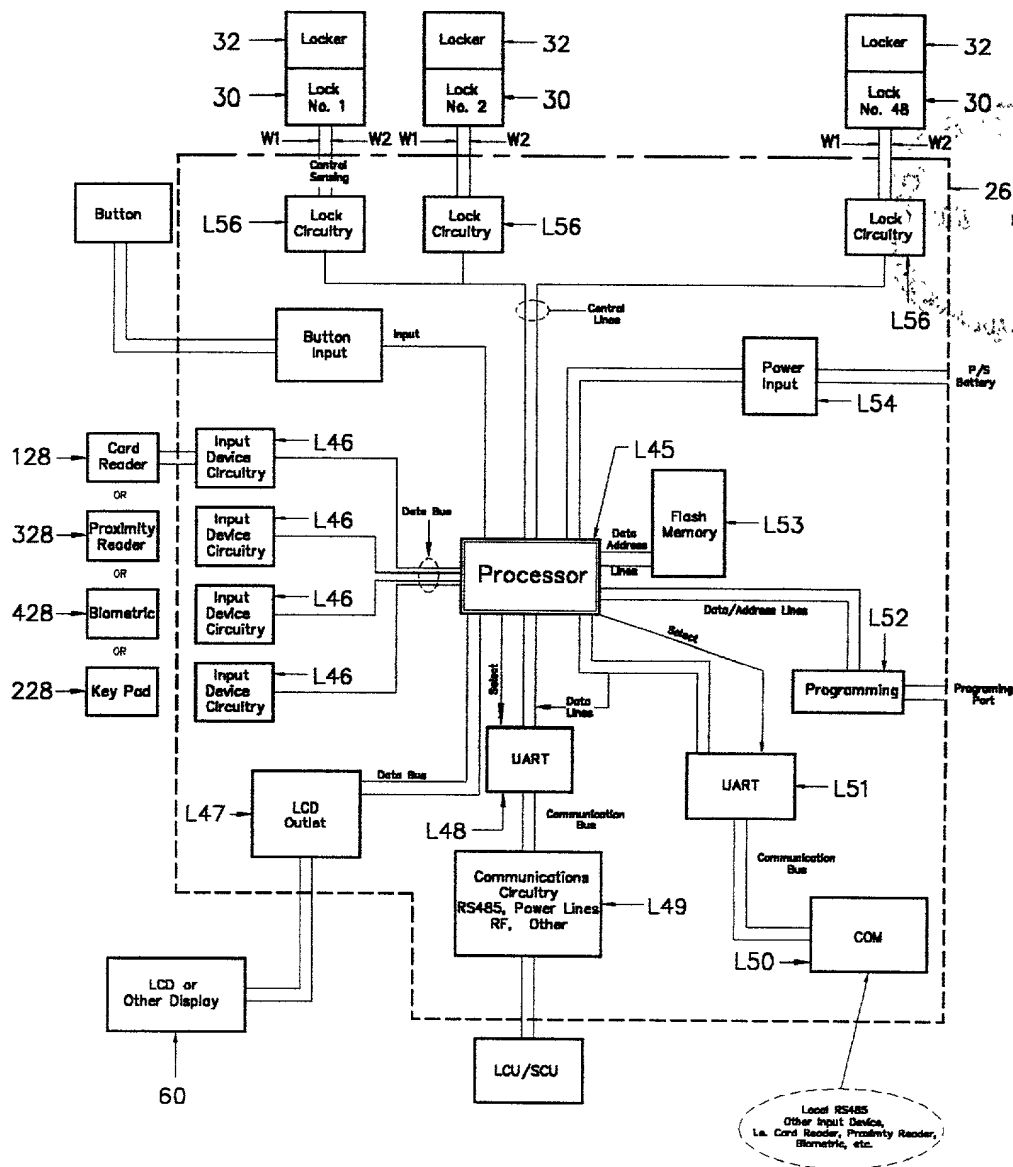 32
Locker
Locker
32
Locker
32
30
Lock
No. 1
Lock
No. 2
30
Lock
No. 48
30
W1
W2
W1
W2
W1
W2
Control
Sensing
26
Button
L56
Lock
Circuitry
Lock
Circuitry
L56
Lock
Circuitry
L56
Control
Lines
Button
Input
Input
Power
Input
P/S
Battery
L54
128
Card
Reader
Input
Device
Circuitry
L46
L45
OR
328
Proximity
Reader
Input
Device
Circuitry
L46
Data Bus
Flash
Memory
L53
Data
Address
Lines
OR
Processor
428
Biometric
Input
Device
Circuitry
L46
Data/Address Lines
OR
228
Key Pad
Input
Device
Circuitry
L46
Select
Select
L52
Programming
Programing
Port
Data
Lines
UART
UART
L51
Data Bus
L47
LCD
Outlet
L48
Communication
Bus
Communication
Bus
Communications
Circuitry
RS485, Power Lines
RF, Other
L49
COM
L50
LCD or
Other Display
60
LCU/SCU
Local RS485
Other Input Device,
i.e. Card Reader, Proximity Reader,
Biometric, etc.